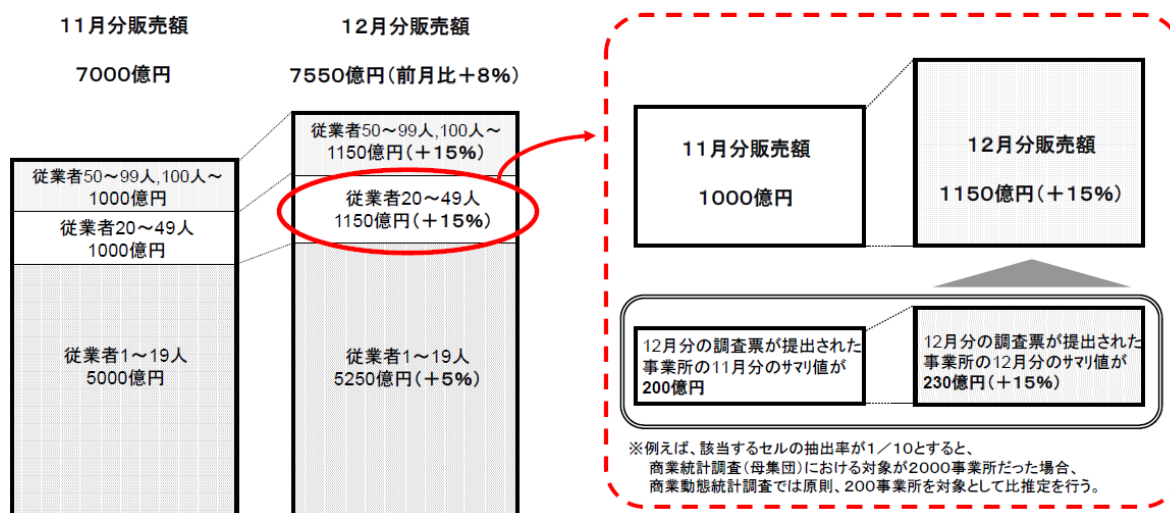 11月分販売額
7000億円
従業者50～99人,100人～
1000億円
従業者20～49人
1000億円
従業者1～19人
5000億円
12月分販売額
7550億円(前月比＋8%)
従業者50～99人,100人～
1150億円(＋15%)
従業者20～49人
1150億円(＋15%)
従業者1～19人
5250億円(＋5%)
11月分販売額
1000億円
12月分販売額
1150億円(＋15%)
12月分の調査票が提出された
事業所の11月分のサマリ値が
200億円
12月分の調査票が提出された
事業所の12月分のサマリ値が
230億円(＋15%)
※例えば、該当するセルの抽出率が1／10とすると、
商業統計調査(母集団)における対象が2000事業所だった場合、
商業動態統計調査では原則、200事業所を対象として比推定を行う。